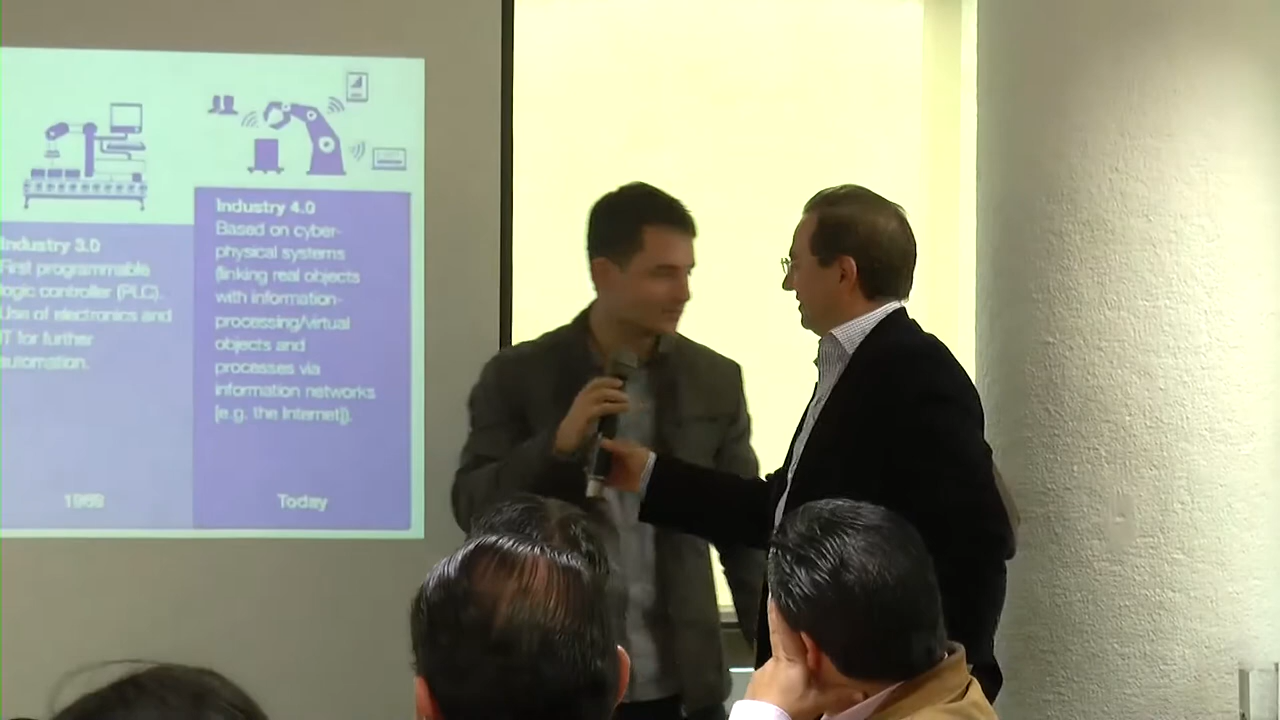 Industry 3.0
First programmable
logic controller (PLC).
Use of electronics and
IT for further
automation.
1969
Industry 4.0
Based on cyber-
physical systems
(linking real objects
with information-
processing/virtual
objects and
processes via
information networks
(e.g. the Internet)).
Today